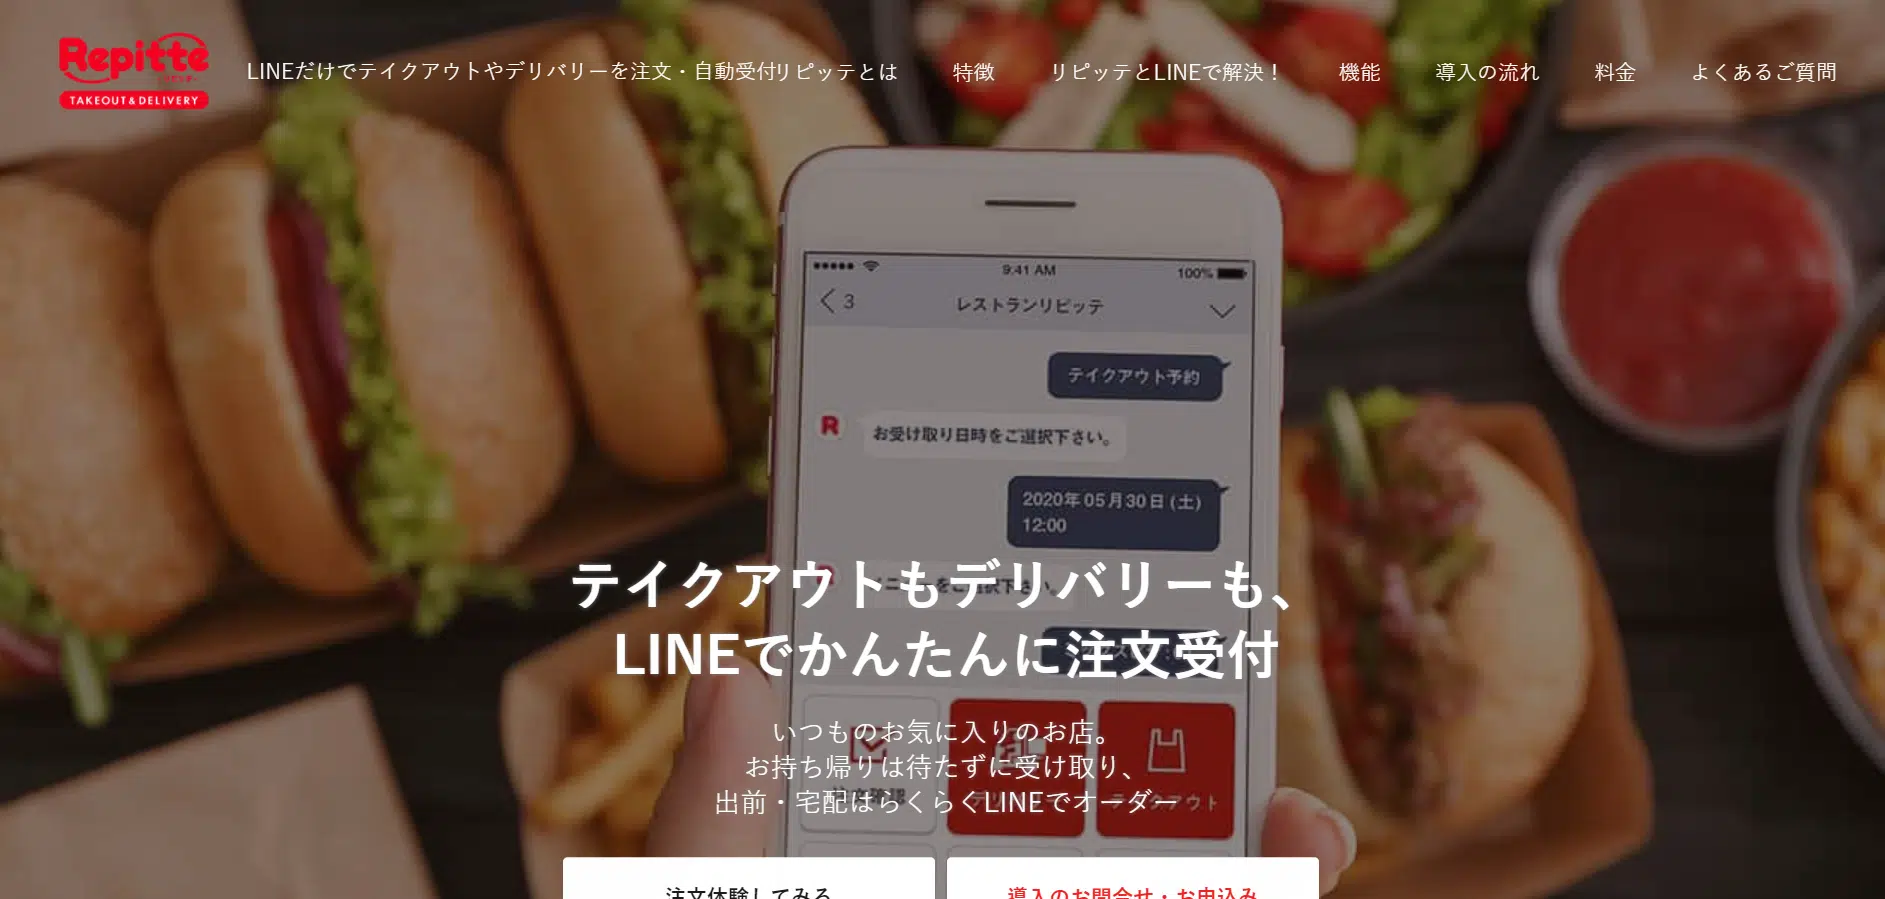 Repitte
TAKEOUT & DELIVERY
LINEだけでテイクアウトやデリバリーを注文・自動受付
リピッテとは
特徴
リピッテとLINEで解決！
機能
導入の流れ
料金
よくあるご質問
9:41 AM
100%
3
レストランリピッテ
テイクアウト予約
R
お受け取り日時をご選択下さい。
2020年05月30日(土)
12:00
テイクアウトもデリバリーも、
LINEでかんたんに注文受付
いつものお気に入りのお店。
お持ち帰りは待たずに受け取り、
出前・宅配はらくらくLINEでオーダー
注文体験してみる
導入のお問合せ・お申込み